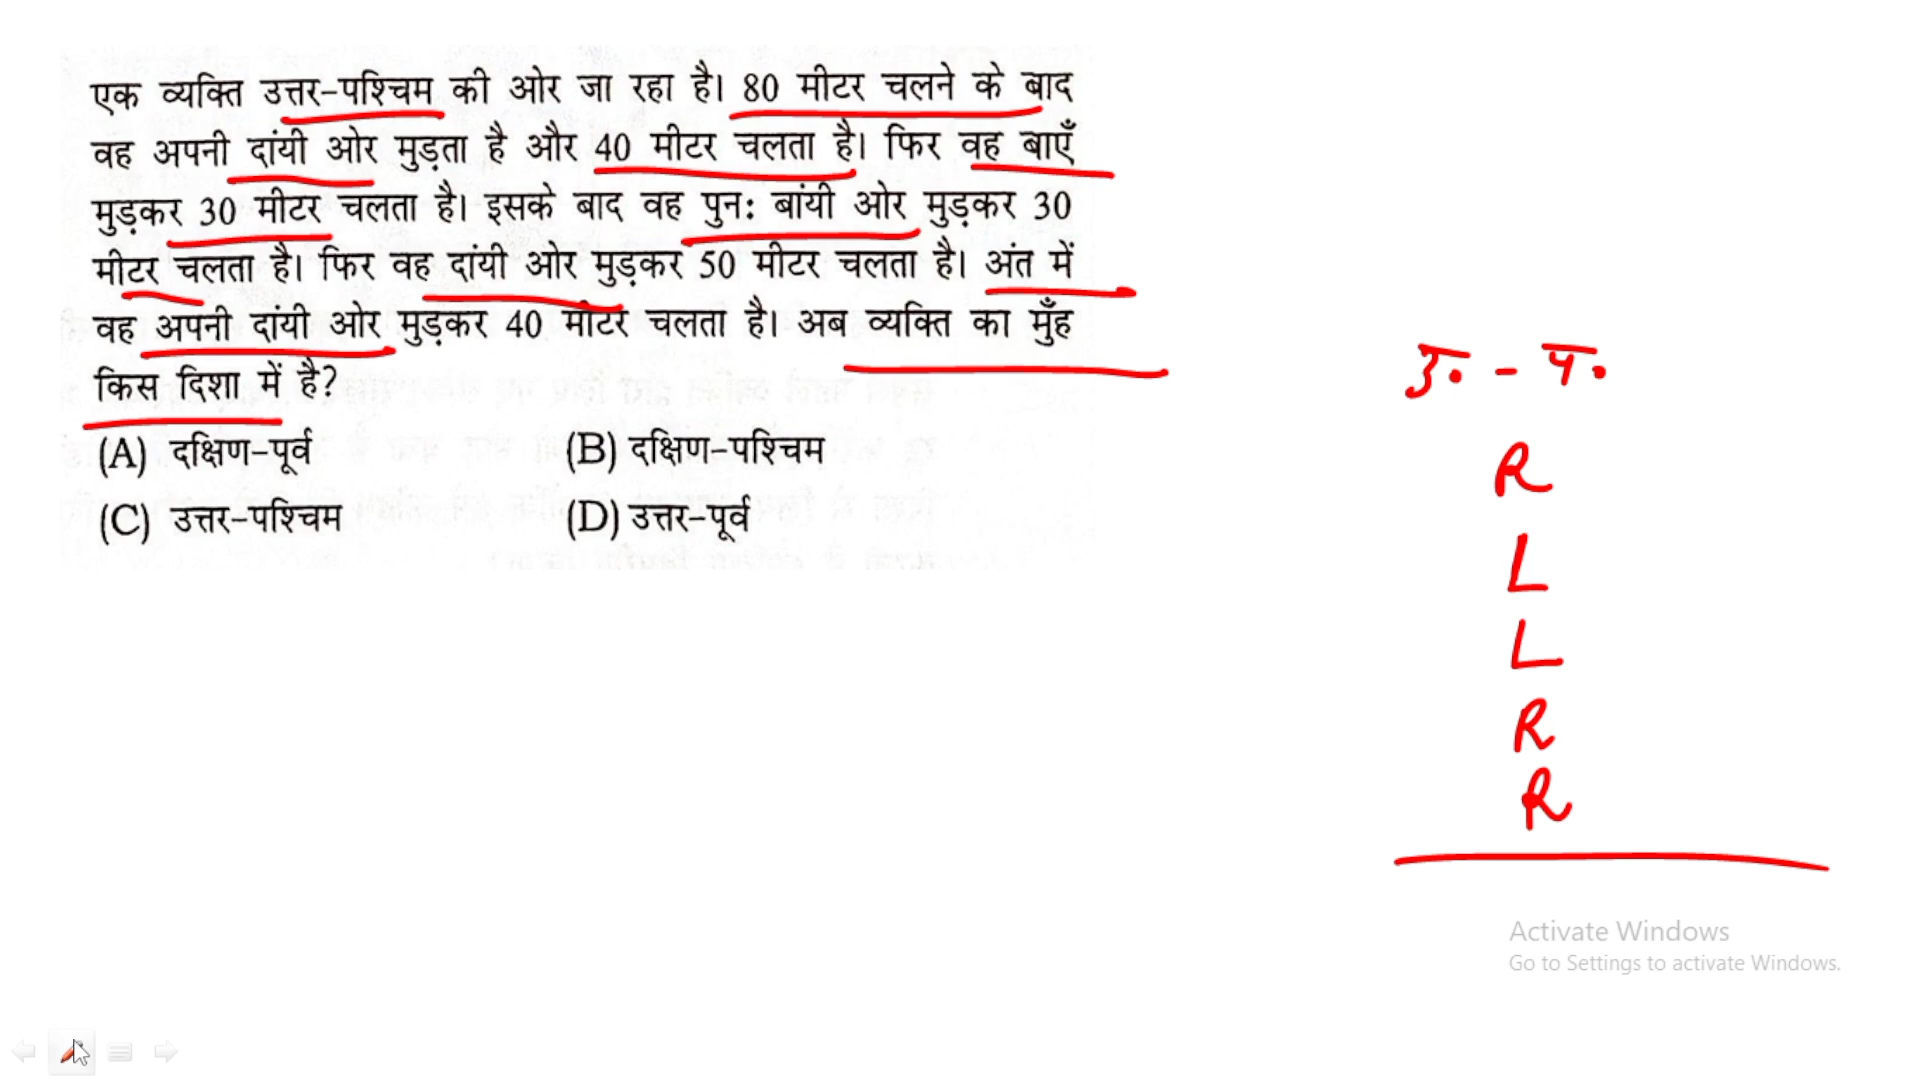 एक व्यक्ति उत्तर-पश्चिम की ओर जा रहा है। 80 मीटर चलने के बाद
वह अपनी दांयी ओर मुड़ता है और 40 मीटर चलता है। फिर वह बाएँ
मुड़कर 30 मीटर चलता है। इसके बाद वह पुनः बांयी ओर मुड़कर 30
मीटर चलता है। फिर वह दांयी ओर मुड़कर 50 मीटर चलता है। अंत में
वह अपनी दांयी ओर मुड़कर 40 मीटर चलता है। अब व्यक्ति का मुँह
किस दिशा में है?
(A) दक्षिण-पूर्व (B) दक्षिण-पश्चिम
(C) उत्तर-पश्चिम (D) उत्तर-पूर्व
उ. - प.
R
L
L
R
R
Activate Windows
Go to Settings to activate Windows.